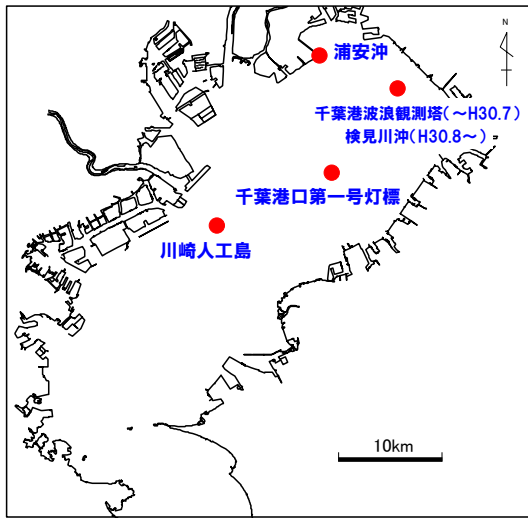 N
浦安沖
千葉港波浪観測塔(～H30.7)
検見川沖(H30.8～)
千葉港口第一号灯標
川崎人工島
10km